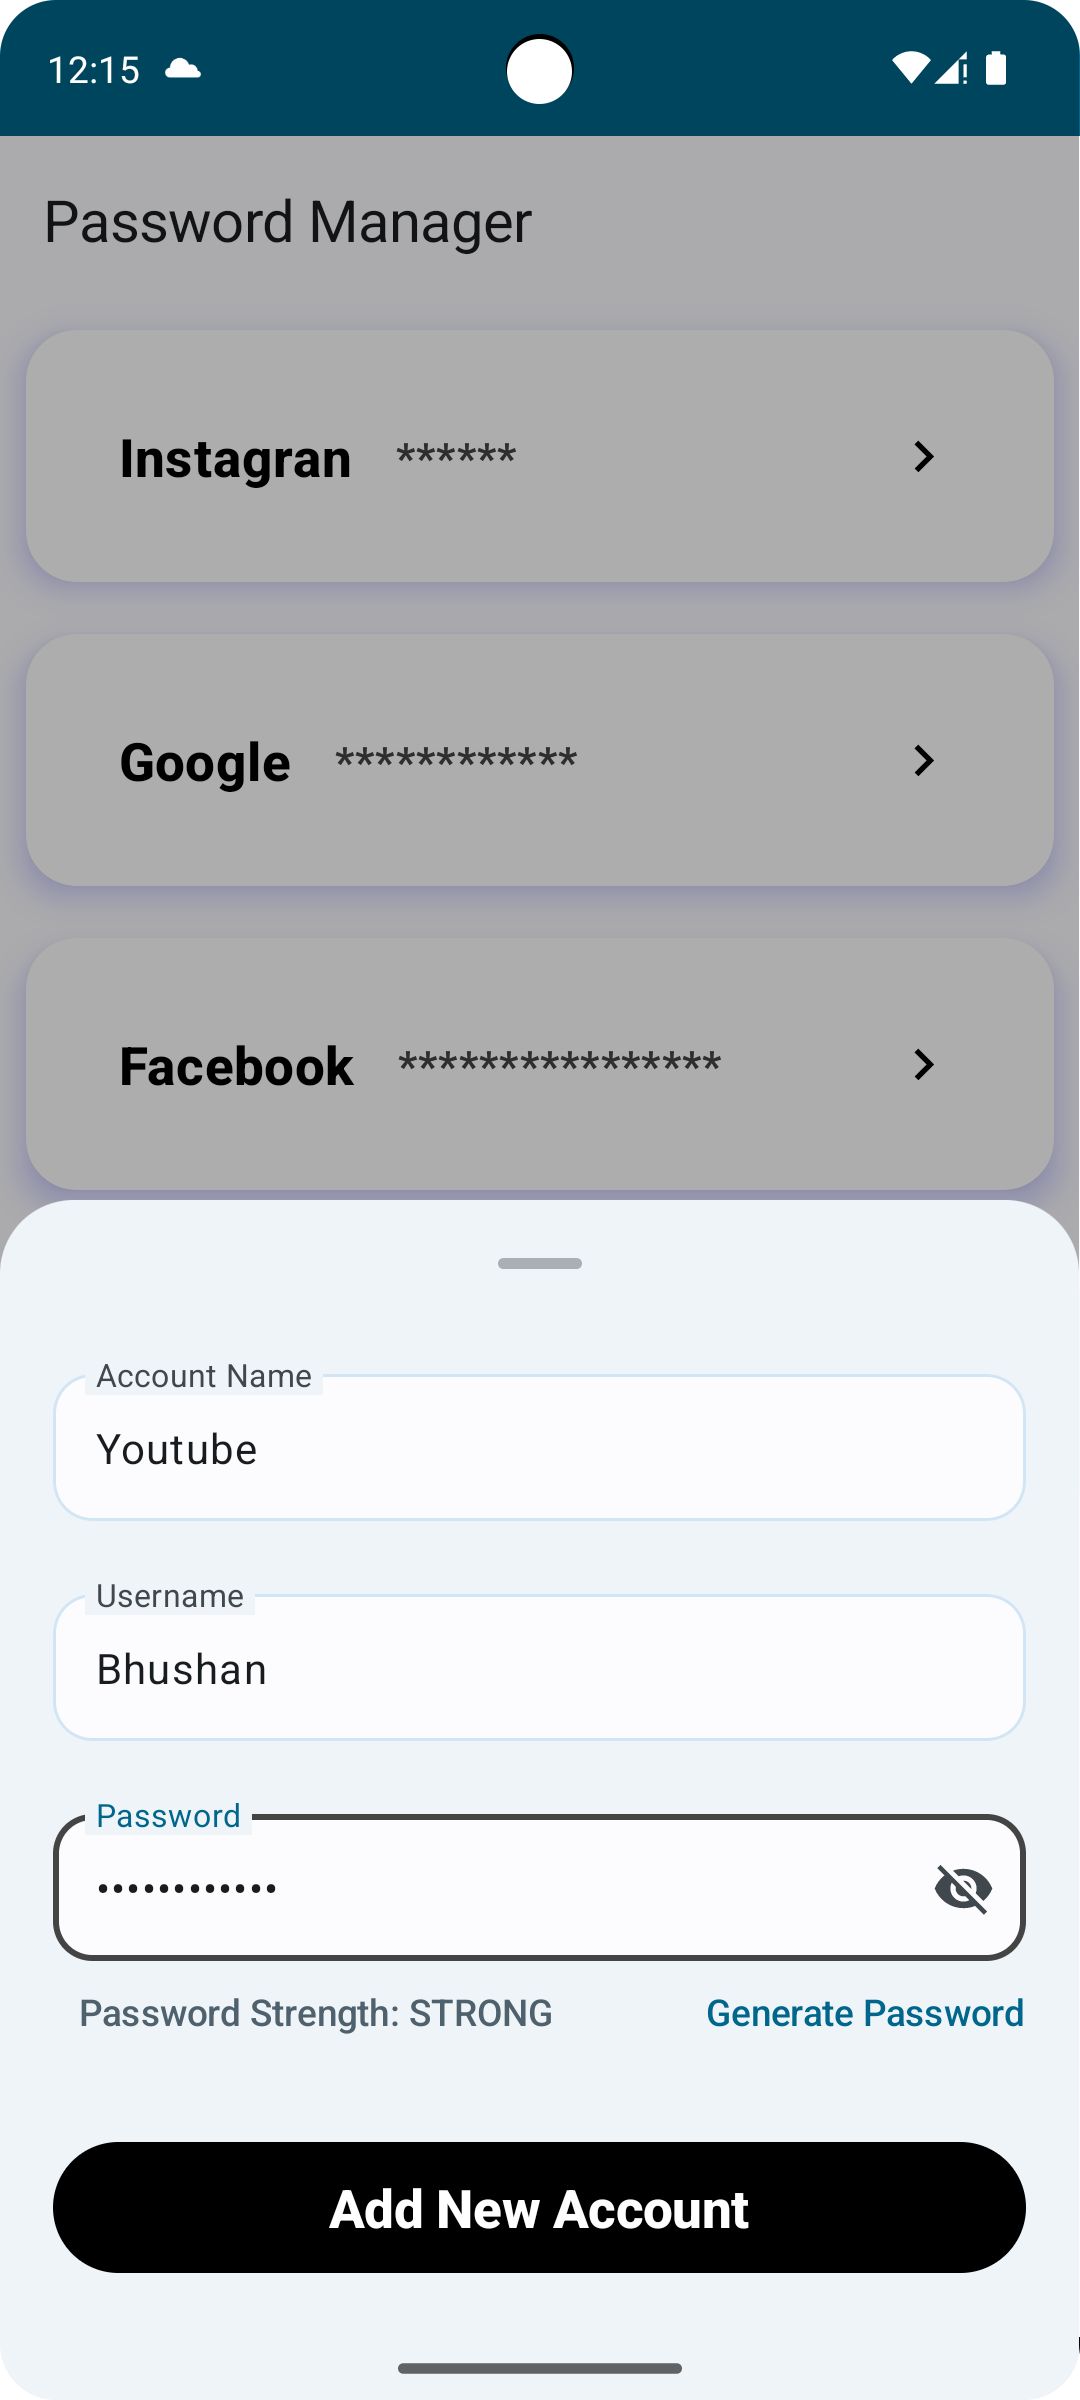 12:15
Password Manager
Instagran ******
Google ************
Facebook ****************
Account Name
Youtube
Username
Bhushan
Password
••••••••••••
Password Strength: STRONG Generate Password
Add New Account